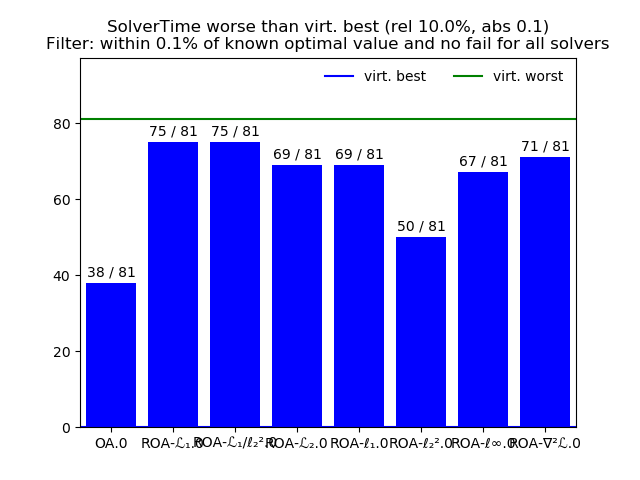 SolverTime worse than virt. best (rel 10.0%, abs 0.1)
Filter: within 0.1% of known optimal value and no fail for all solvers
virt. best virt. worst
75 / 81 75 / 81
71 / 81
69 / 81 69 / 81
67 / 81
50 / 81
38 / 81
80
60
40
20
0
OA.0 ROA-ℒ₁.0 ROA-ℒ₁/ℓ₂².0 ROA-ℒ₂.0 ROA-ℓ₁.0 ROA-ℓ₂².0 ROA-ℓ∞.0 ROA-∇²ℒ.0